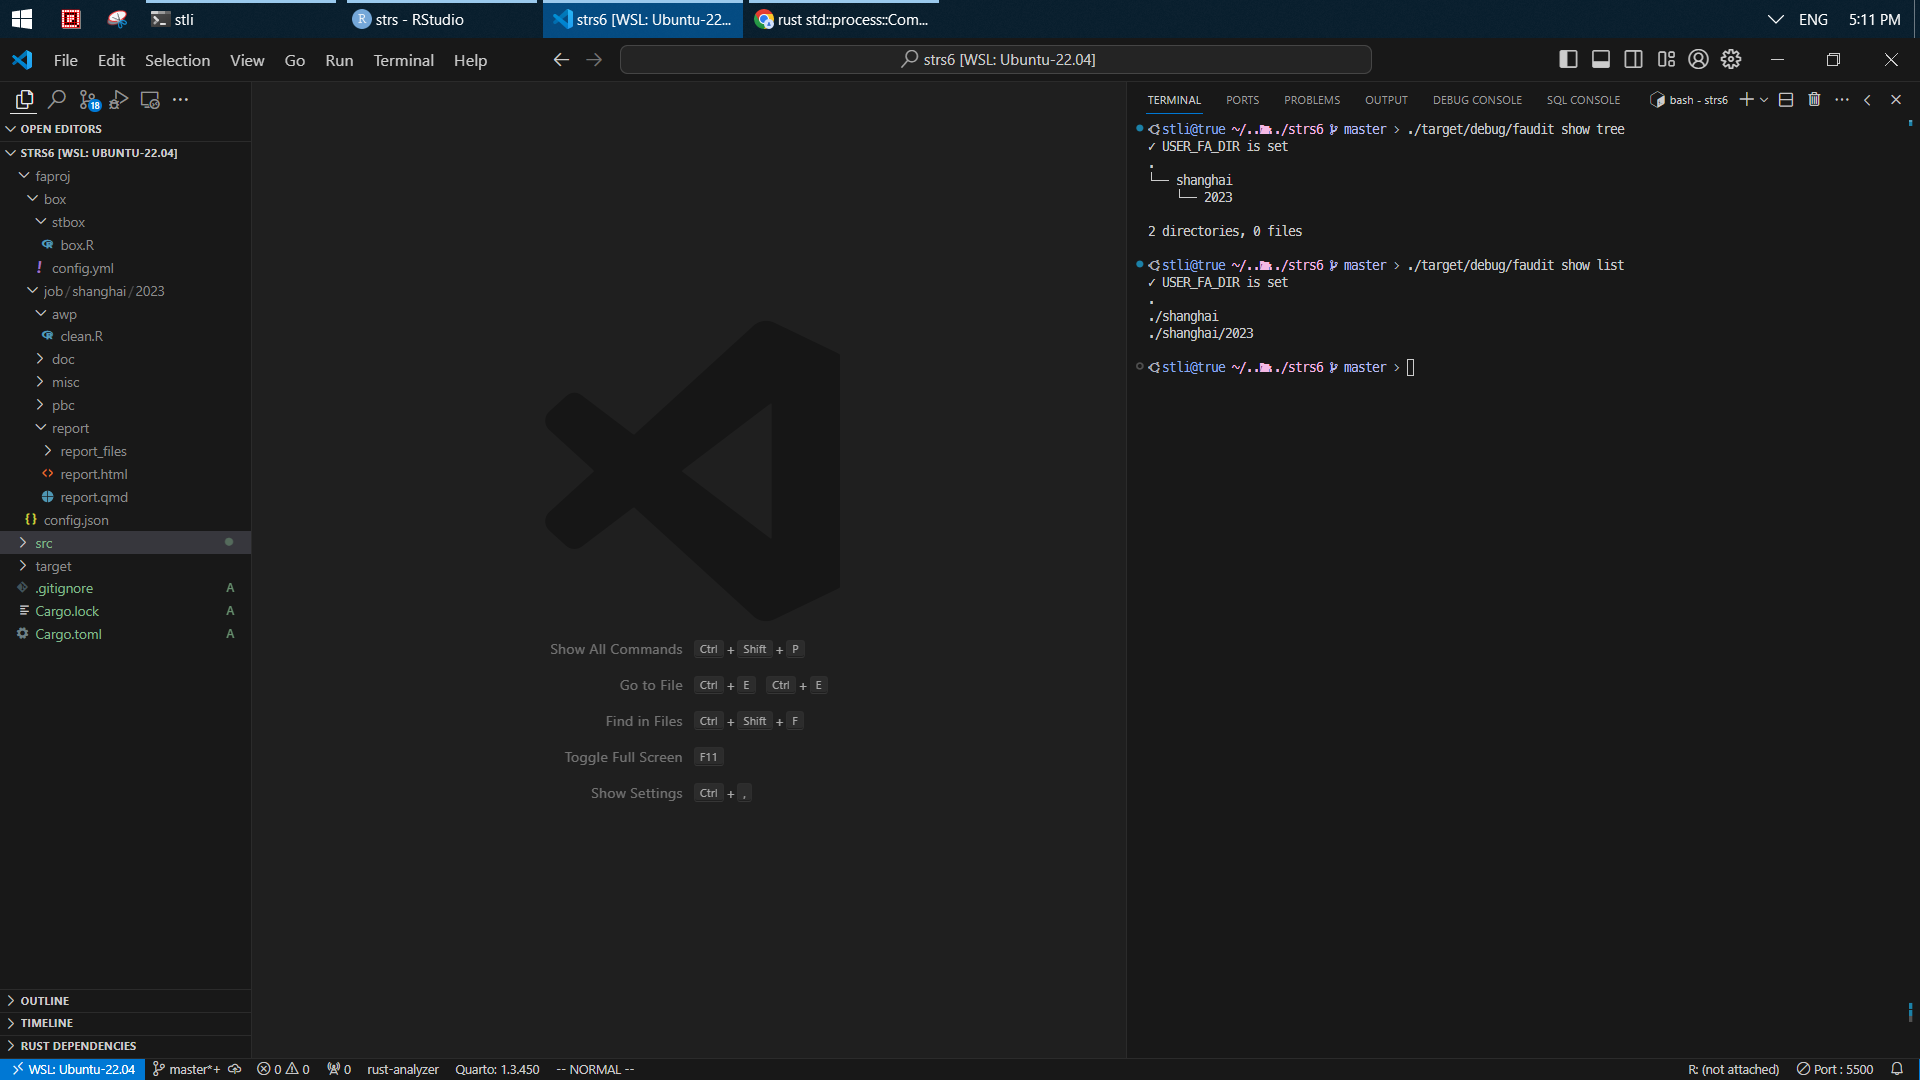 stli
strs - RStudio
strs6 [WSL: Ubuntu-22...
rust std::process::Com...
ENG
5:11 PM
File Edit Selection View Go Run Terminal Help
strs6 [WSL: Ubuntu-22.04]
18
OPEN EDITORS
STRS6 [WSL: UBUNTU-22.04]
faproj
box
stbox
box.R
! config.yml
job / shanghai / 2023
awp
clean.R
doc
misc
pbc
report
report_files
<> report.html
report.qmd
{} config.json
src
target
.gitignore A
Cargo.lock A
Cargo.toml A
OUTLINE
TIMELINE
RUST DEPENDENCIES
Show All Commands Ctrl + Shift + P
Go to File Ctrl + E Ctrl + E
Find in Files Ctrl + Shift + F
Toggle Full Screen F11
Show Settings Ctrl + ,
TERMINAL PORTS PROBLEMS OUTPUT DEBUG CONSOLE SQL CONSOLE bash - strs6
stli@true ~/.../strs6 master > ./target/debug/faudit show tree
✓ USER_FA_DIR is set
.
└── shanghai
    └── 2023
2 directories, 0 files
stli@true ~/.../strs6 master > ./target/debug/faudit show list
✓ USER_FA_DIR is set
.
./shanghai
./shanghai/2023
stli@true ~/.../strs6 master >
WSL: Ubuntu-22.04 master*+ 0 0 0 rust-analyzer Quarto: 1.3.450 -- NORMAL -- R: (not attached) Port : 5500